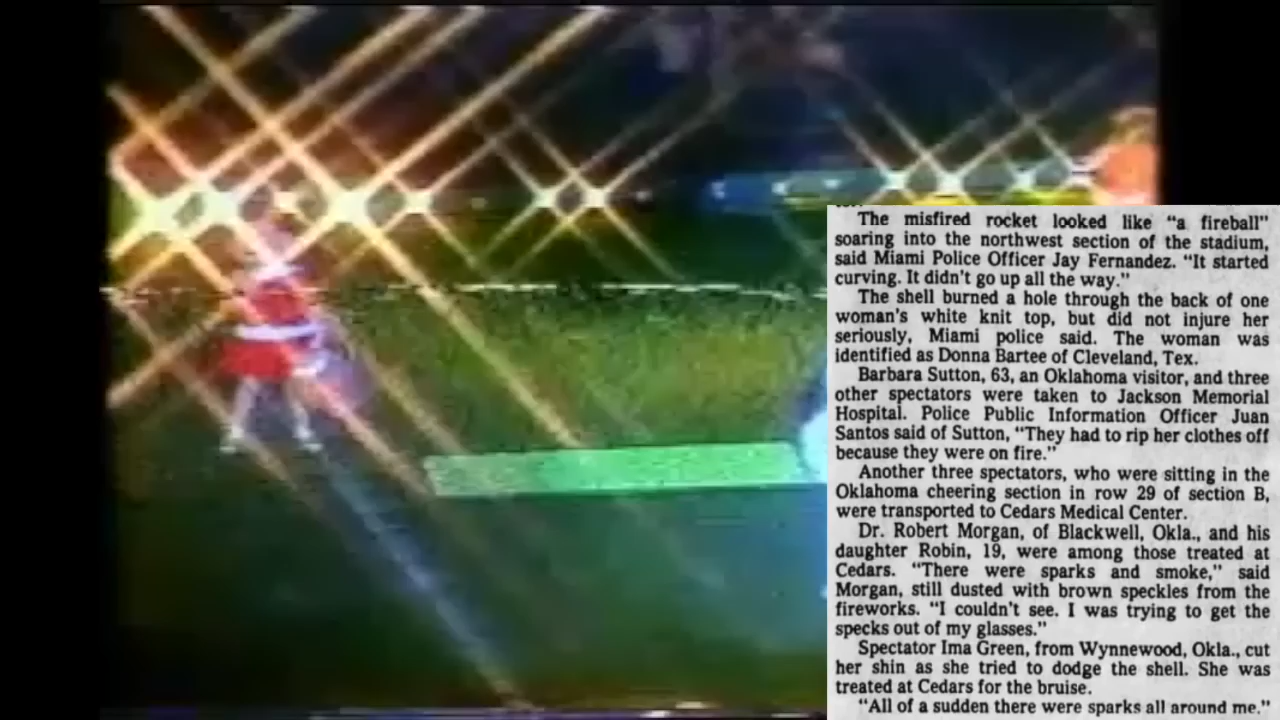 The misfired rocket looked like “a fireball”
soaring into the northwest section of the stadium,
said Miami Police Officer Jay Fernandez. “It started
curving. It didn’t go up all the way.”
The shell burned a hole through the back of one
woman’s white knit top, but did not injure her
seriously, Miami police said. The woman was
identified as Donna Bartee of Cleveland, Tex.
Barbara Sutton, 63, an Oklahoma visitor, and three
other spectators were taken to Jackson Memorial
Hospital. Police Public Information Officer Juan
Santos said of Sutton, “They had to rip her clothes off
because they were on fire.”
Another three spectators, who were sitting in the
Oklahoma cheering section in row 29 of section B,
were transported to Cedars Medical Center.
Dr. Robert Morgan, of Blackwell, Okla., and his
daughter Robin, 19, were among those treated at
Cedars. “There were sparks and smoke,” said
Morgan, still dusted with brown speckles from the
fireworks. “I couldn’t see. I was trying to get the
specks out of my glasses.”
Spectator Ima Green, from Wynnewood, Okla., cut
her shin as she tried to dodge the shell. She was
treated at Cedars for the bruise.
“All of a sudden there were sparks all around me.”